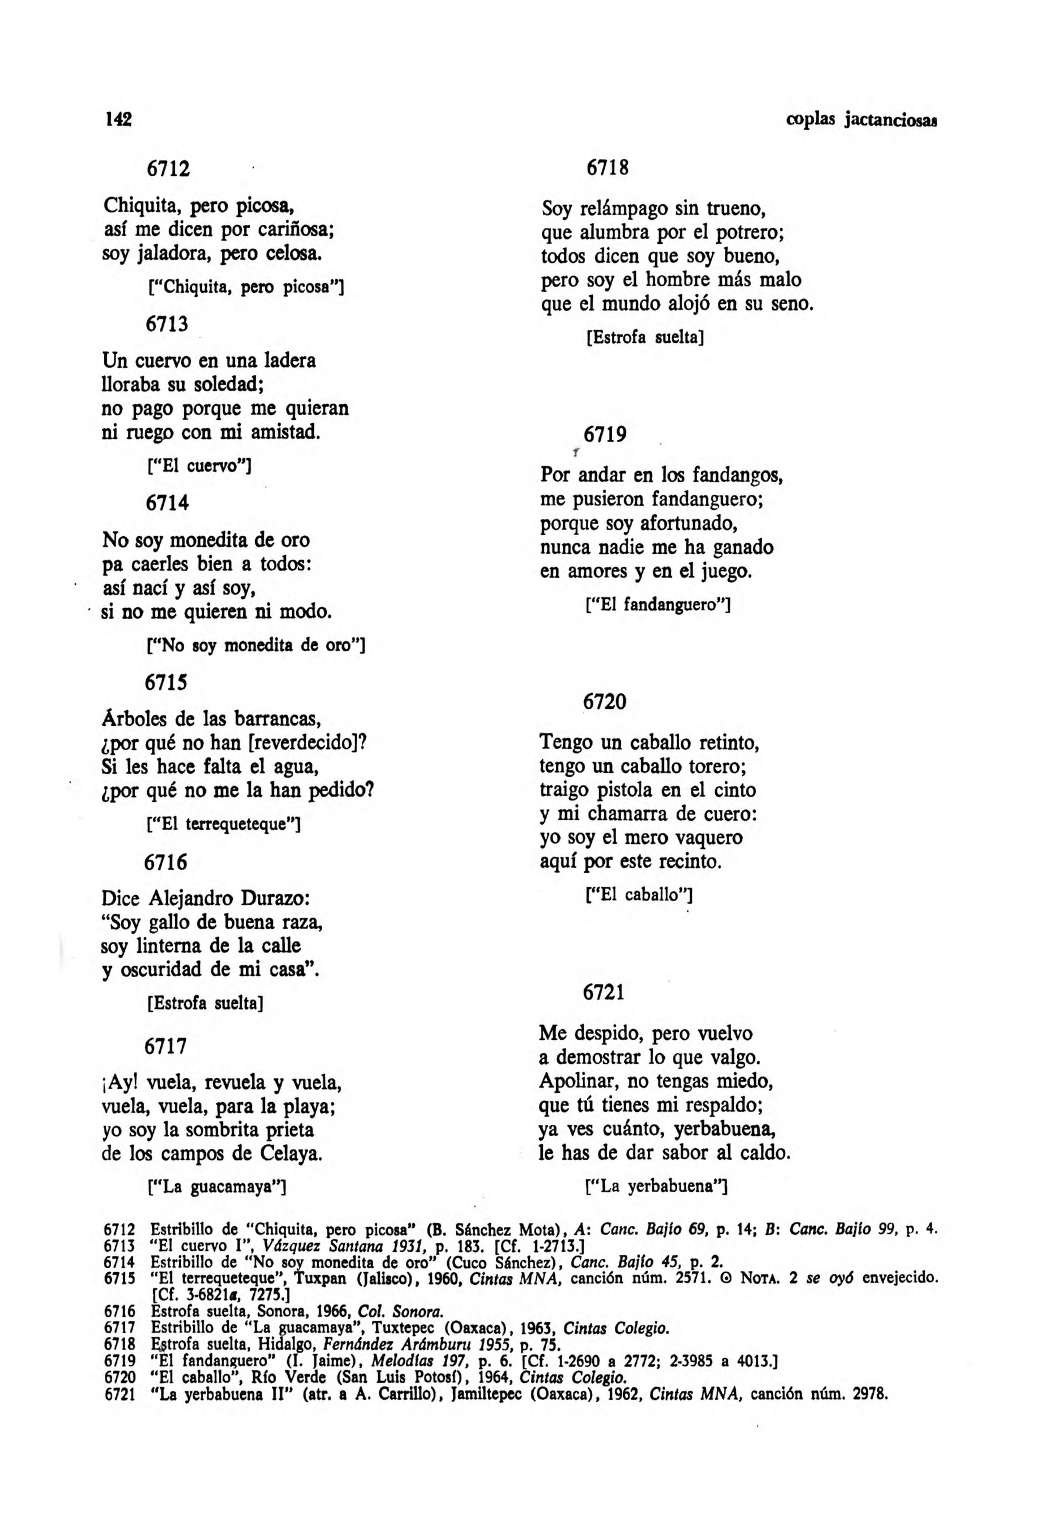 142
coplas jactanciosas
6712
Chiquita, pero picosa,
así me dicen por cariñosa;
soy jaladora, pero celosa.
["Chiquita, pero picosa"]
6713
Un cuervo en una ladera
lloraba su soledad;
no pago porque me quieran
ni ruego con mi amistad.
["El cuervo"]
6714
No soy monedita de oro
pa caerles bien a todos:
así nací y así soy,
si no me quieren ni modo.
["No soy monedita de oro"]
6715
Árboles de las barrancas,
¿por qué no han [reverdecido]?
Si les hace falta el agua,
¿por qué no me la han pedido?
["El terrequeteque"]
6716
Dice Alejandro Durazo:
"Soy gallo de buena raza,
soy linterna de la calle
y oscuridad de mi casa".
[Estrofa suelta]
6717
¡Ay! vuela, revuela y vuela,
vuela, vuela, para la playa;
yo soy la sombrita prieta
de los campos de Celaya.
["La guacamaya"]
6718
Soy relámpago sin trueno,
que alumbra por el potrero;
todos dicen que soy bueno,
pero soy el hombre más malo
que el mundo alojó en su seno.
[Estrofa suelta]
6719
Por andar en los fandangos,
me pusieron fandanguero;
porque soy afortunado,
nunca nadie me ha ganado
en amores y en el juego.
["El fandanguero"]
6720
Tengo un caballo retinto,
tengo un caballo torero;
traigo pistola en el cinto
y mi chamarra de cuero:
yo soy el mero vaquero
aquí por este recinto.
["El caballo"]
6721
Me despido, pero vuelvo
a demostrar lo que valgo.
Apolinar, no tengas miedo,
que tú tienes mi respaldo;
ya ves cuánto, yerbabuena,
le has de dar sabor al caldo.
["La yerbabuena"]
6712 Estribillo de "Chiquita, pero picosa" (B. Sánchez Mota), A: Canc. Bajío 69, p. 14; B: Canc. Bajío 99, p. 4.
6713 "El cuervo I", Vázquez Santana 1931, p. 183. [Cf. 1-2713.]
6714 Estribillo de "No soy monedita de oro" (Cuco Sánchez), Canc. Bajío 45, p. 2.
6715 "El terrequeteque", Tuxpan (Jalisco), 1960, Cintas MNA, canción núm. 2571. ⊙ NOTA. 2 se oyó envejecido.
[Cf. 3-6821a, 7275.]
6716 Estrofa suelta, Sonora, 1966, Col. Sonora.
6717 Estribillo de "La guacamaya", Tuxtepec (Oaxaca), 1963, Cintas Colegio.
6718 Estrofa suelta, Hidalgo, Fernández Arámburu 1955, p. 75.
6719 "El fandanguero" (I. Jaime), Melodías 197, p. 6. [Cf. 1-2690 a 2772; 2-3985 a 4013.]
6720 "El caballo", Río Verde (San Luis Potosí), 1964, Cintas Colegio.
6721 "La yerbabuena II" (atr. a A. Carrillo), Jamiltepec (Oaxaca), 1962, Cintas MNA, canción núm. 2978.